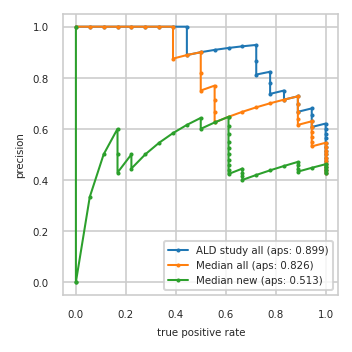 1.0
0.8
0.6
0.4
0.2
0.0
precision
0.0 0.2 0.4 0.6 0.8 1.0
true positive rate
ALD study all (aps: 0.899)
Median all (aps: 0.826)
Median new (aps: 0.513)